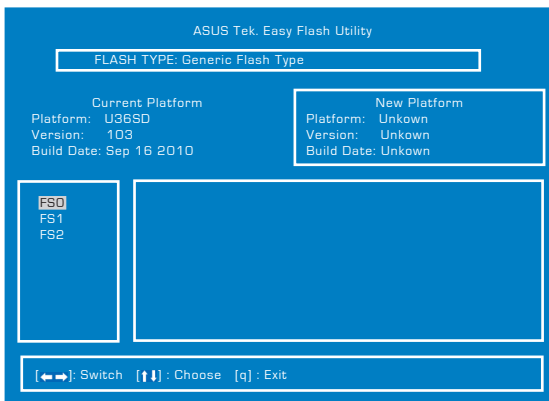 ASUS Tek. Easy Flash Utility
FLASH TYPE: Generic Flash Type
Current Platform
Platform: U36SD
Version: 103
Build Date: Sep 16 2010
New Platform
Platform: Unkown
Version: Unkown
Build Date: Unkown
FS0
FS1
FS2
[←→]: Switch [↑↓] : Choose [q] : Exit